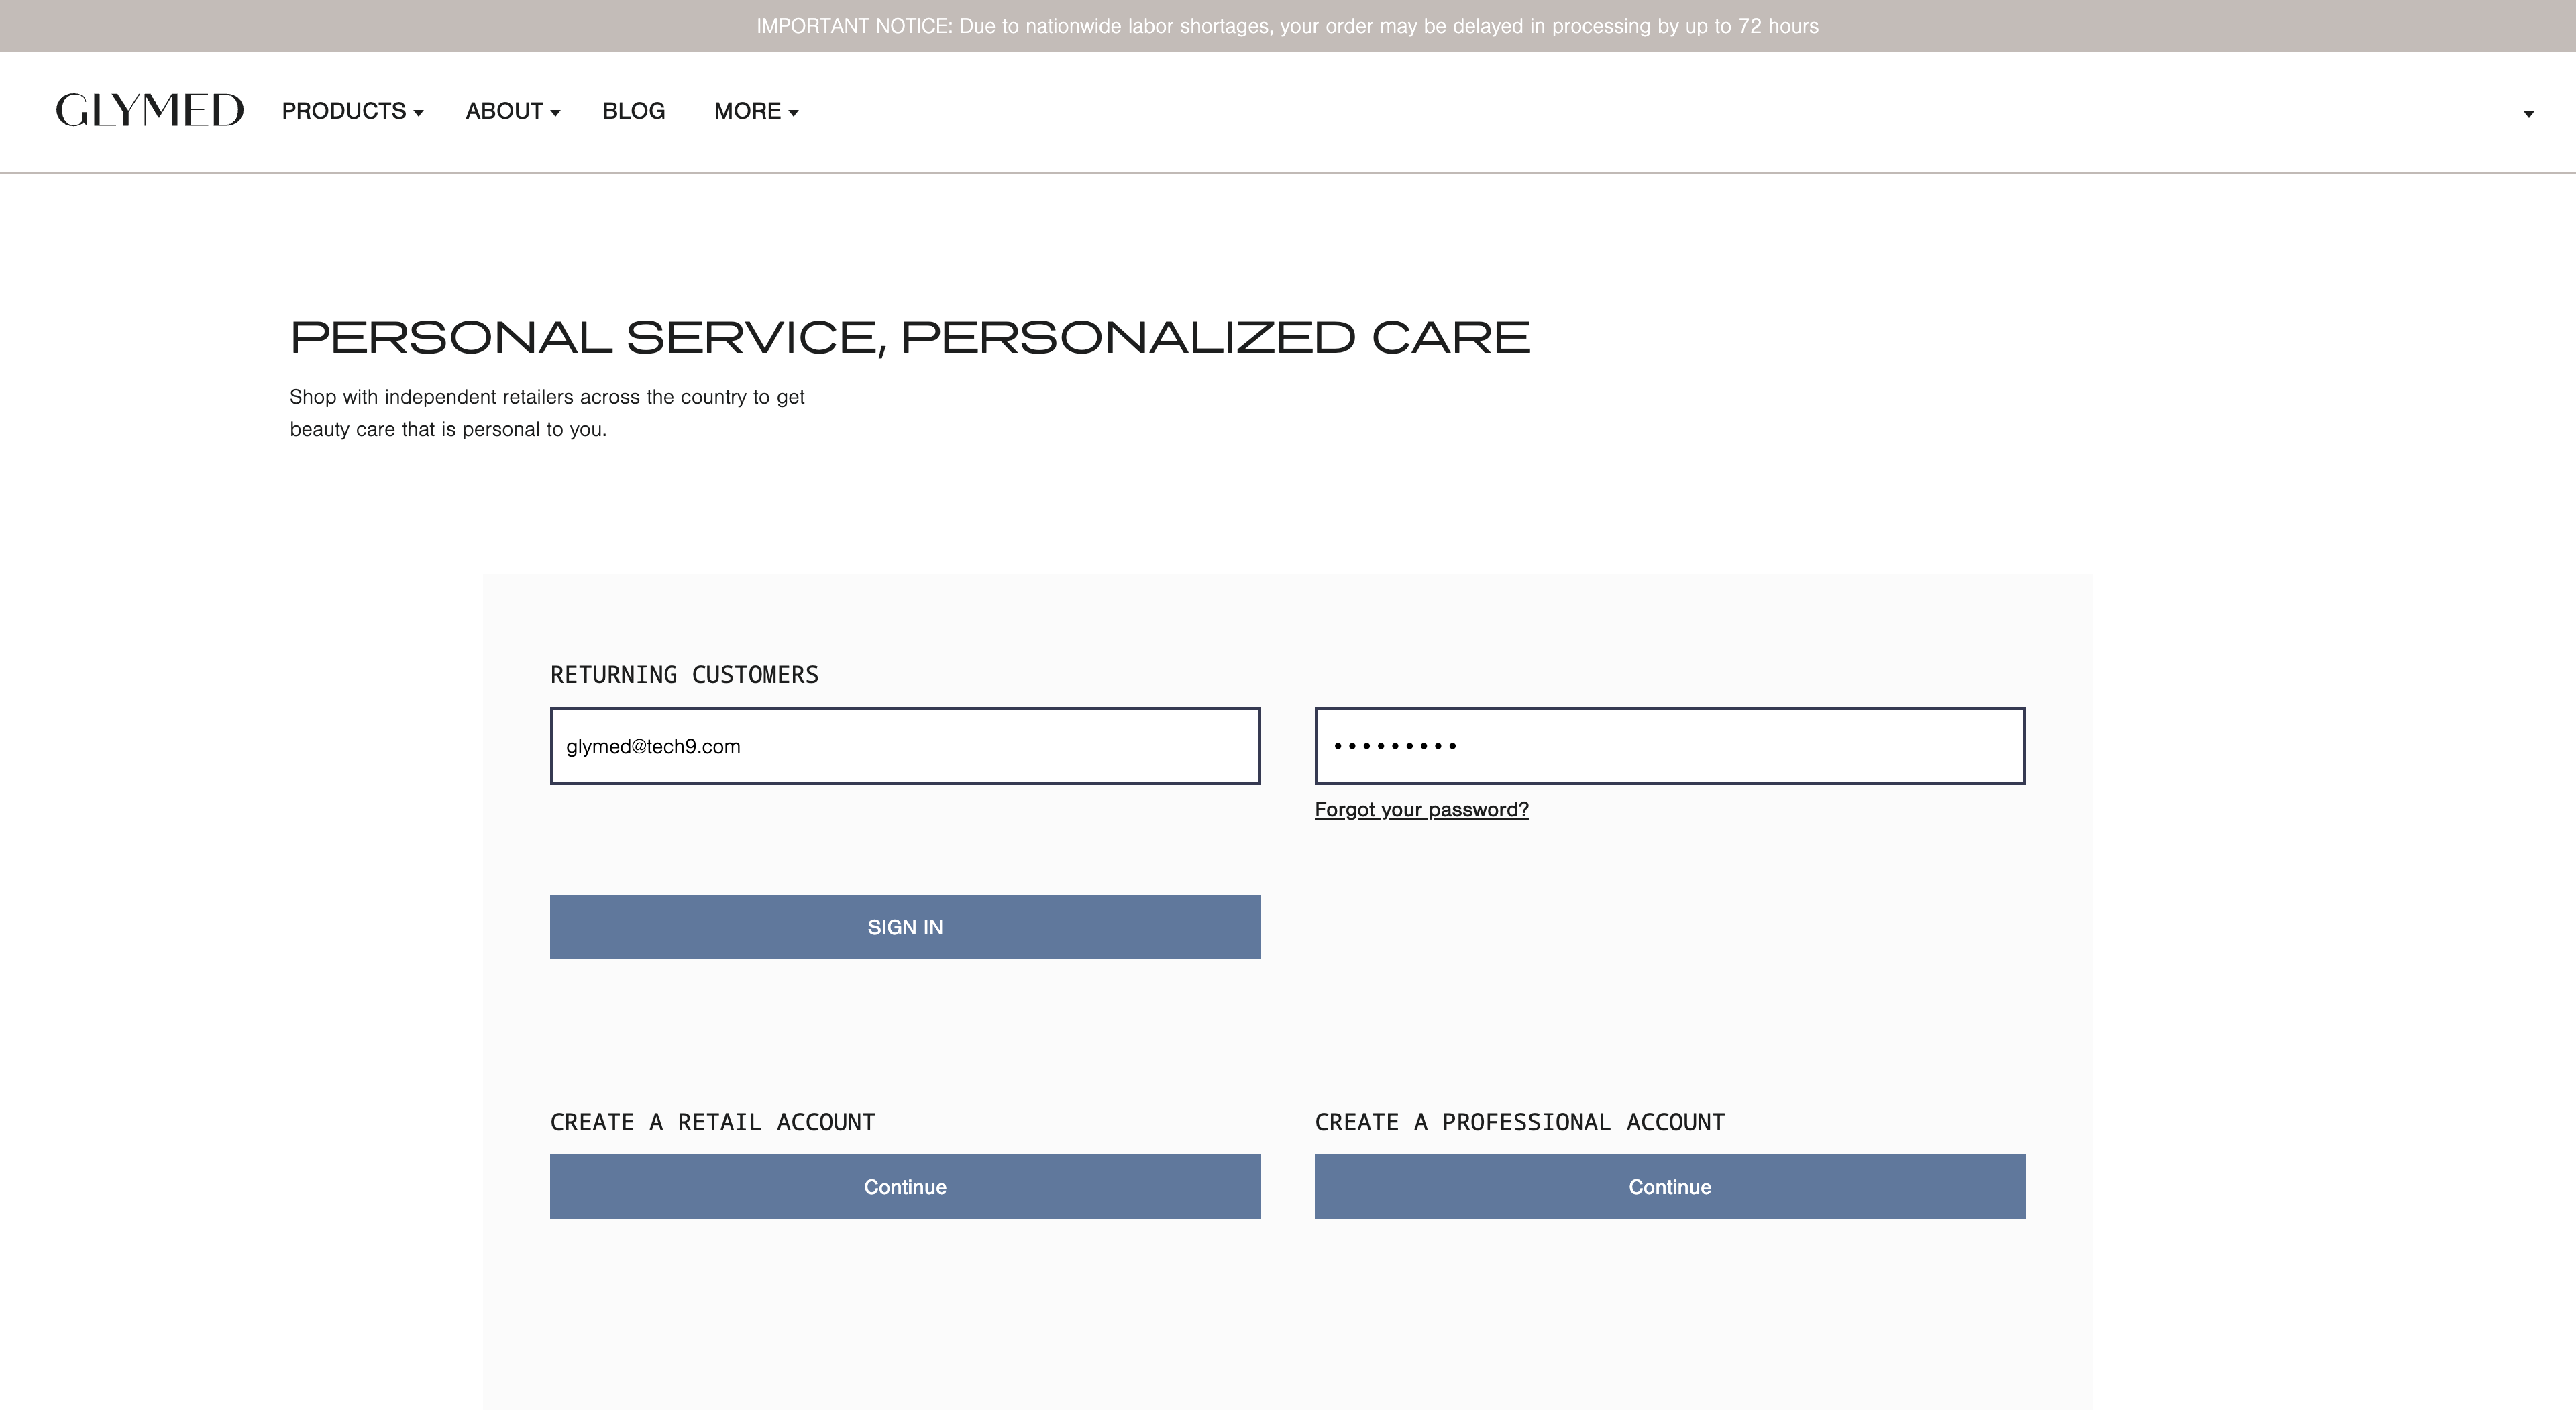 IMPORTANT NOTICE: Due to nationwide labor shortages, your order may be delayed in processing by up to 72 hours
GLYMED
PRODUCTS
ABOUT
BLOG
MORE
PERSONAL SERVICE, PERSONALIZED CARE
Shop with independent retailers across the country to get
beauty care that is personal to you.
RETURNING CUSTOMERS
glymed@tech9.com
•••••••••
Forgot your password?
SIGN IN
CREATE A RETAIL ACCOUNT
CREATE A PROFESSIONAL ACCOUNT
Continue
Continue